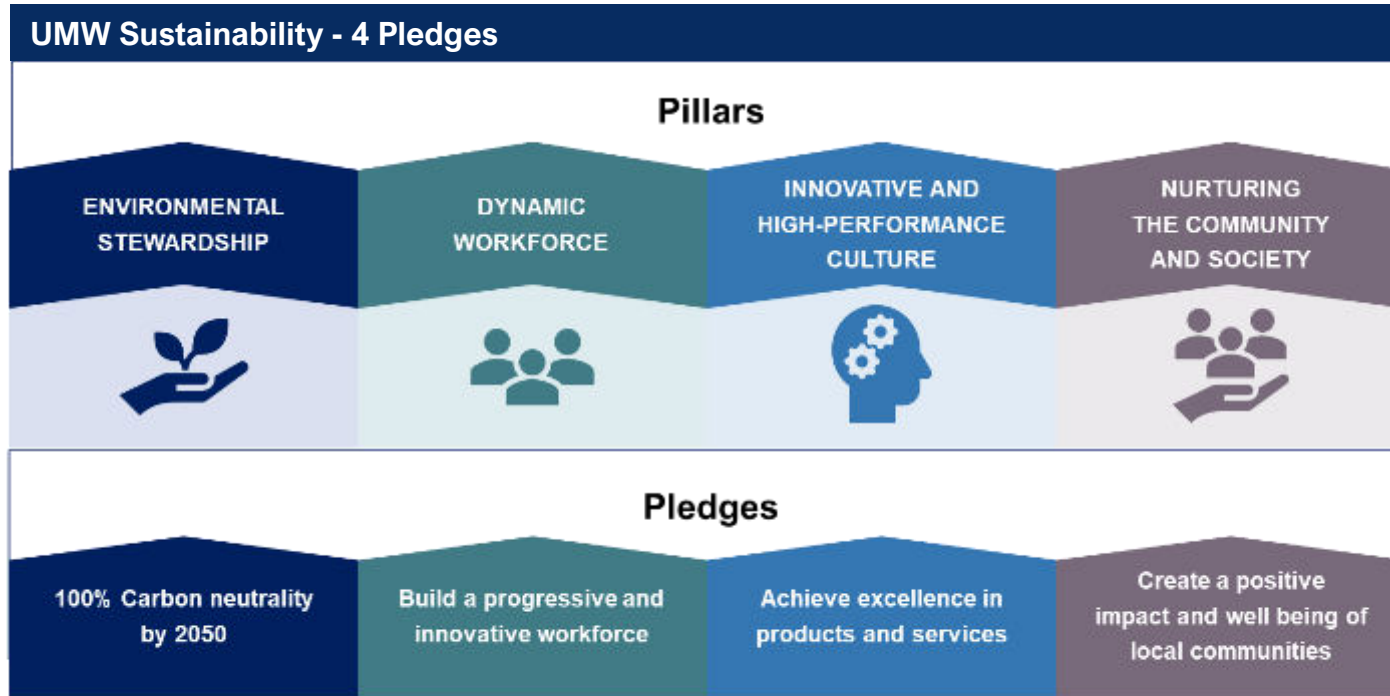 UMW Sustainability - 4 Pledges
Pillars
ENVIRONMENTAL
STEWARDSHIP
DYNAMIC
WORKFORCE
INNOVATIVE AND
HIGH-PERFORMANCE
CULTURE
NURTURING
THE COMMUNITY
AND SOCIETY
Pledges
100% Carbon neutrality
by 2050
Build a progressive and
innovative workforce
Achieve excellence in
products and services
Create a positive
impact and well being of
local communities